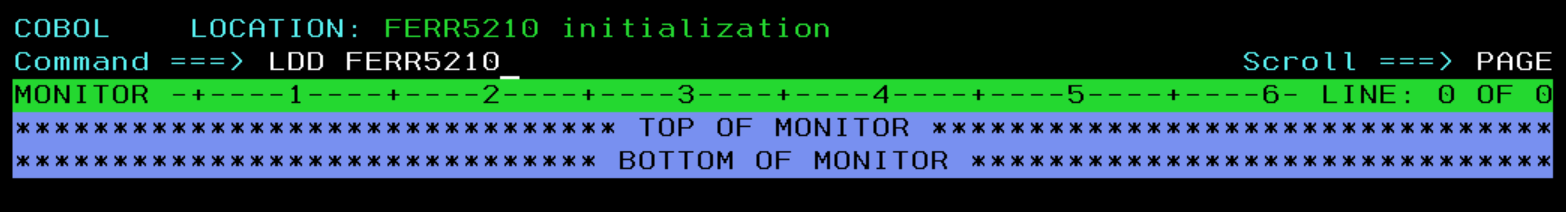 COBOL    LOCATION: FERR5210 initialization
Command ===> LDD FERR5210_                                     Scroll ===> PAGE
MONITOR -+----1----+----2----+----3----+----4----+----5----+----6- LINE: 0 OF 0
******************************* TOP OF MONITOR ********************************
****************************** BOTTOM OF MONITOR ******************************